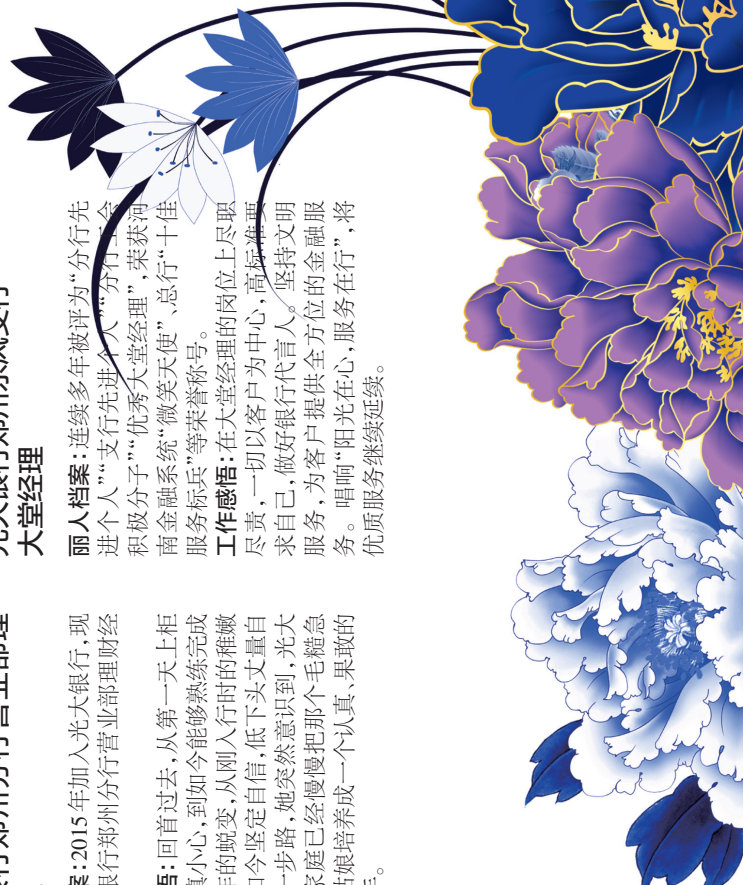 行郑州分行营业部理
案:2015 年加入光大银行,现
银行郑州分行营业部理财经
悟:回首过去,从第一天上柜
真小心,到如今能够熟练完成
年的蜕变,从刚入行时的稚嫩
如今坚定自信,低下头丈量自
一步路,她突然意识到,光大
家庭已经慢慢把那个毛糙急
姑娘培养成一个认真、果敢的
光大银行郑州东风支行
大堂经理
丽人档案:连续多年被评为“分行先
进个人”“支行先进个人”“分行工会
积极分子”“优秀大堂经理”,荣获河
南金融系统“微笑天使”、总行“十佳
服务标兵”等荣誉称号。
工作感悟:在大堂经理的岗位上尽职
尽责,一切以客户为中心,高标准要
求自己,做好银行代言人。坚持文明
服务,为客户提供全方位的金融服
务。唱响“阳光在心,服务在行”,将
优质服务继续延续。